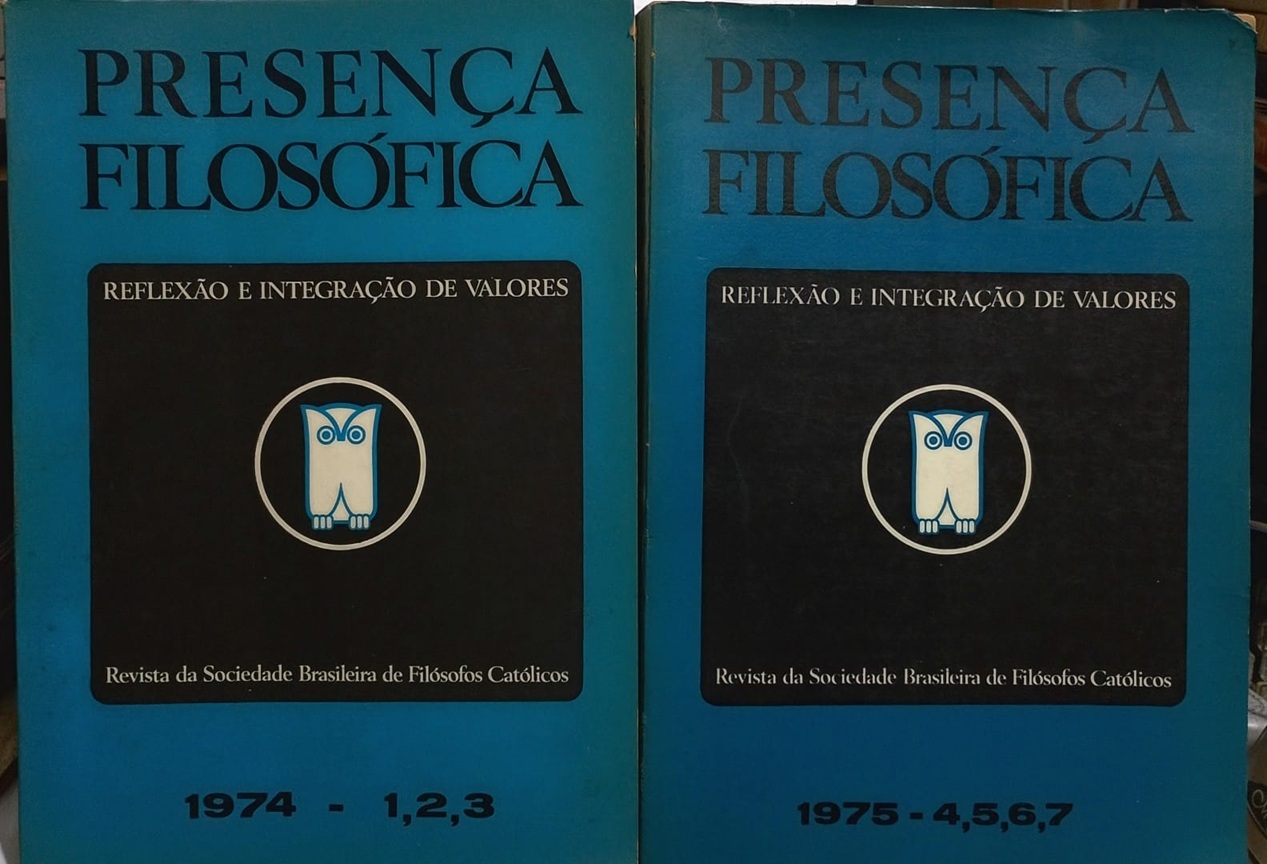 PRESENÇA
FILOSÓFICA
REFLEXÃO E INTEGRAÇÃO DE VALORES
Revista da Sociedade Brasileira de Filósofos Católicos
1974 - 1,2,3
PRESENÇA
FILOSÓFICA
REFLEXÃO E INTEGRAÇÃO DE VALORES
Revista da Sociedade Brasileira de Filósofos Católicos
1975 - 4,5,6,7